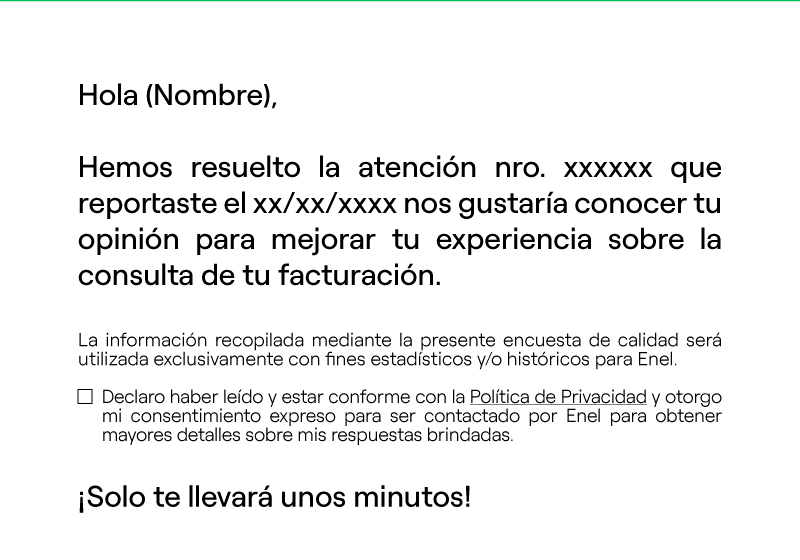 Hola (Nombre),
Hemos resuelto la atención nro. xxxxxx que
reportaste el xx/xx/xxxx nos gustaría conocer tu
opinión para mejorar tu experiencia sobre la
consulta de tu facturación.
La información recopilada mediante la presente encuesta de calidad será
utilizada exclusivamente con fines estadísticos y/o históricos para Enel.
Declaro haber leído y estar conforme con la Política de Privacidad y otorgo
mi consentimiento expreso para ser contactado por Enel para obtener
mayores detalles sobre mis respuestas brindadas.
¡Solo te llevará unos minutos!